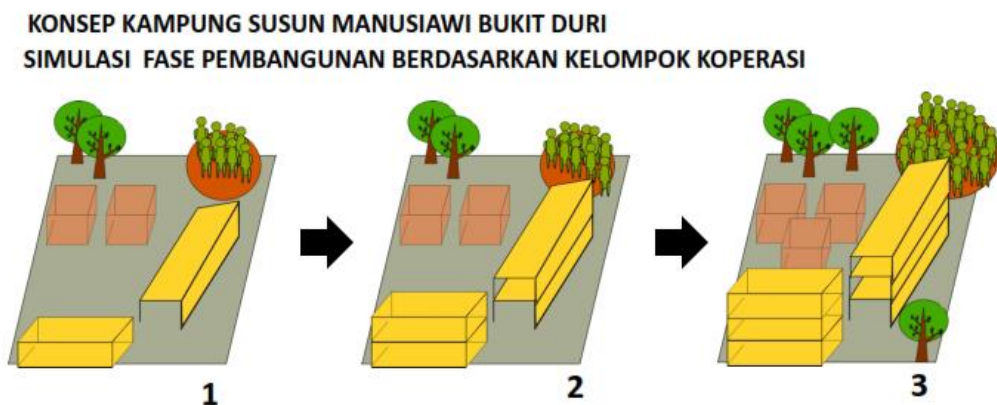 KONSEP KAMPUNG SUSUN MANUSIAWI BUKIT DURI
SIMULASI FASE PEMBANGUNAN BERDASARKAN KELOMPOK KOPERASI
1
2
3